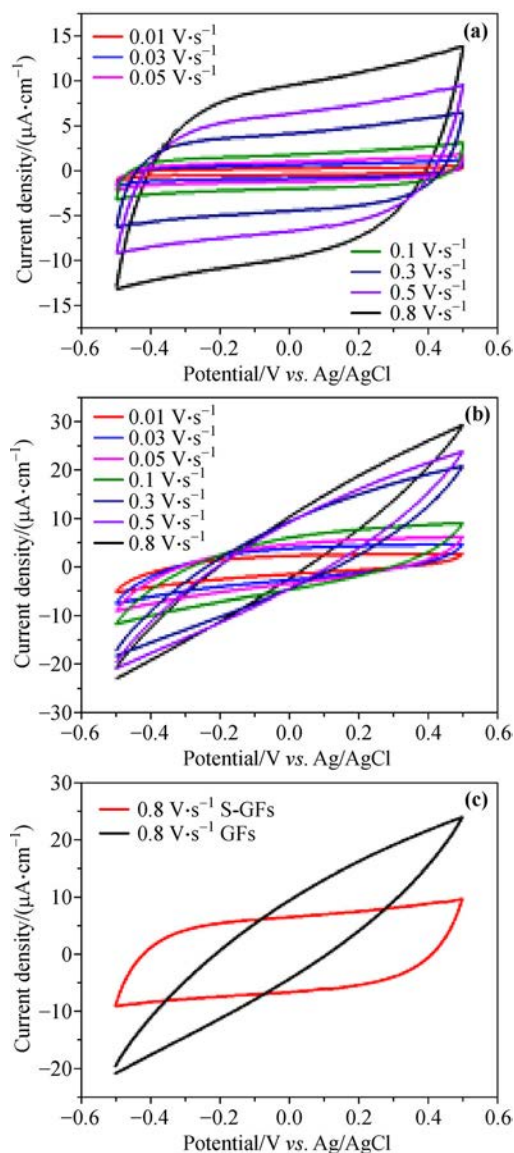 (a)
0.01 V·s⁻¹
0.03 V·s⁻¹
0.05 V·s⁻¹
15
10
5
0
−5
−10
−15
Current density/(μA·cm⁻¹)
0.1 V·s⁻¹
0.3 V·s⁻¹
0.5 V·s⁻¹
0.8 V·s⁻¹
−0.6 −0.4 −0.2 0.0 0.2 0.4 0.6
Potential/V vs. Ag/AgCl
(b)
0.01 V·s⁻¹
0.03 V·s⁻¹
0.05 V·s⁻¹
0.1 V·s⁻¹
0.3 V·s⁻¹
0.5 V·s⁻¹
0.8 V·s⁻¹
30
20
10
0
−10
−20
−30
Current density/(μA·cm⁻¹)
−0.6 −0.4 −0.2 0.0 0.2 0.4 0.6
Potential/V vs. Ag/AgCl
(c)
0.8 V·s⁻¹ S-GFs
0.8 V·s⁻¹ GFs
30
20
10
0
−10
−20
Current density/(μA·cm⁻¹)
−0.6 −0.4 −0.2 0.0 0.2 0.4 0.6
Potential/V vs. Ag/AgCl